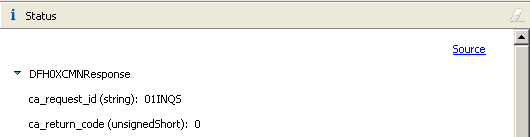 Status
Source
DFH0XCMNResponse
ca_request_id (string): 01INQS
ca_return_code (unsignedShort): 0